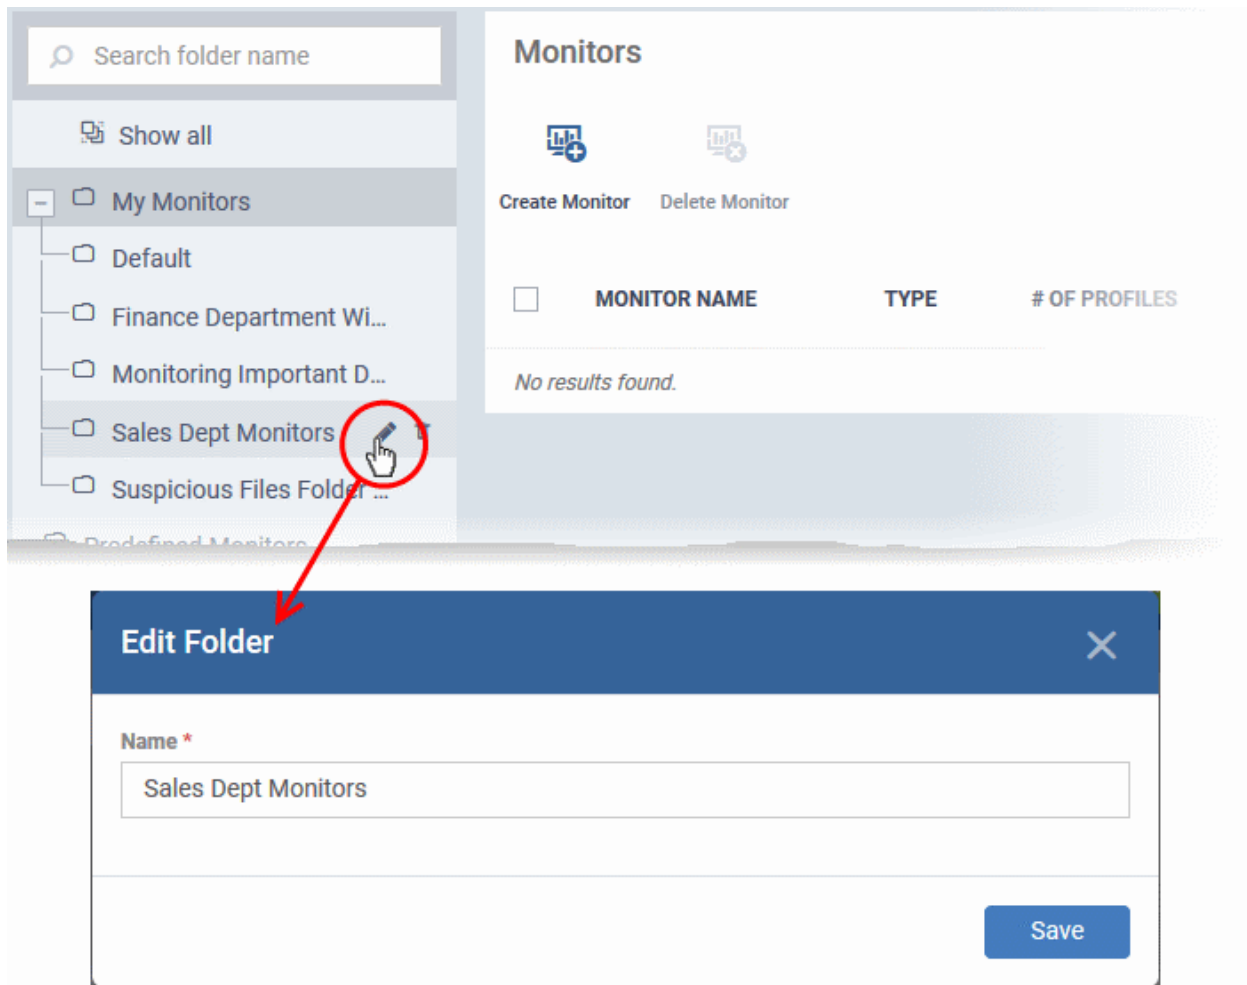 Search folder name
Show all
My Monitors
Default
Finance Department Wi...
Monitoring Important D...
Sales Dept Monitors
Suspicious Files Folder ...
Predefined Monitors
Monitors
Create Monitor
Delete Monitor
MONITOR NAME
TYPE
# OF PROFILES
No results found.
Edit Folder
Name *
Sales Dept Monitors
Save